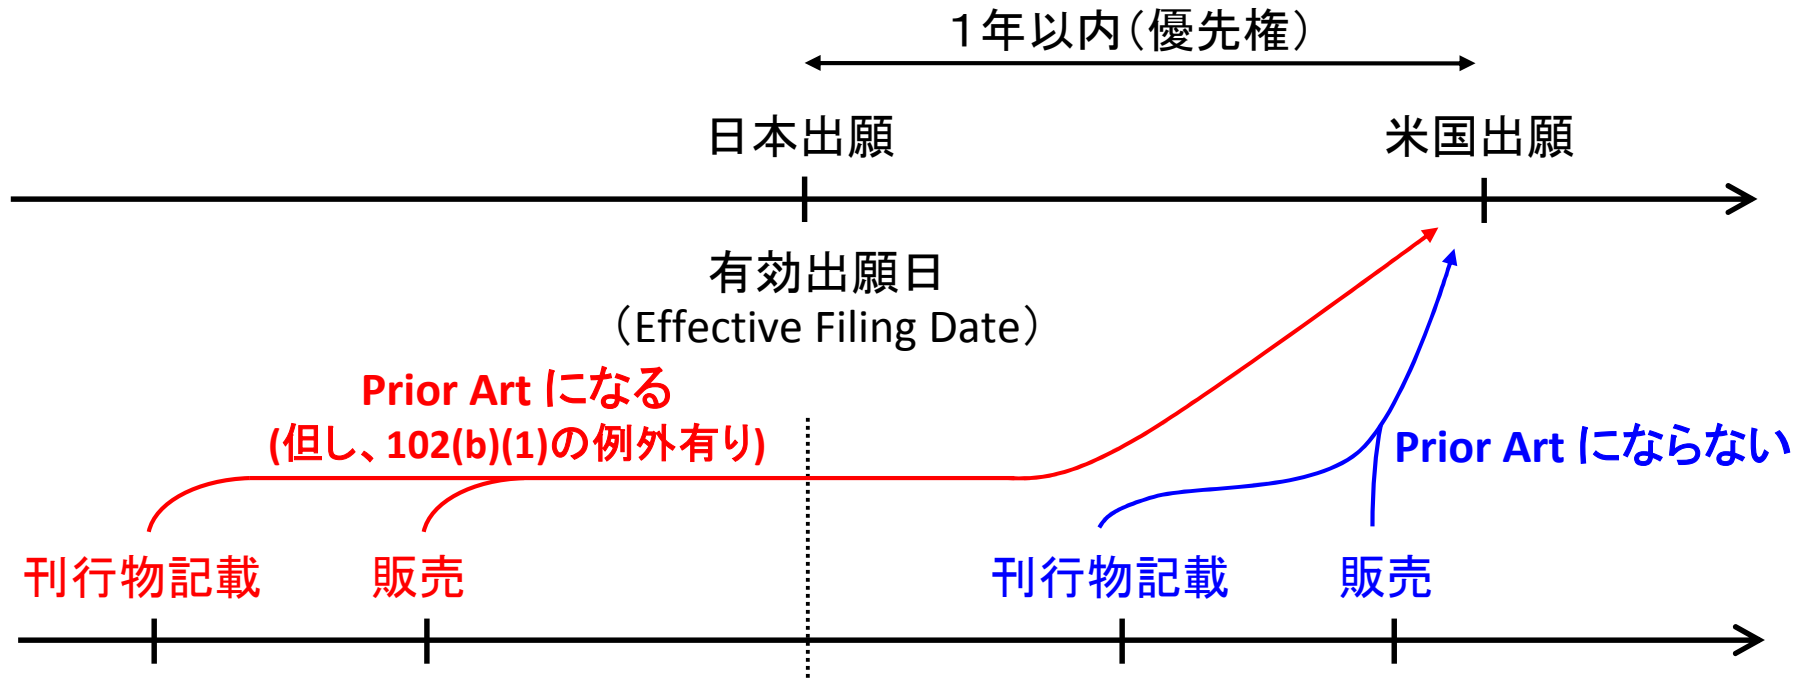 １年以内（優先権）
日本出願
米国出願
有効出願日
（Effective Filing Date）
Prior Art になる
(但し、102(b)(1)の例外有り)
Prior Art にならない
刊行物記載
販売
刊行物記載
販売